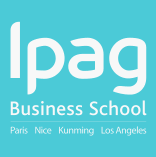 Ipag
Business School
Paris Nice Kunming Los Angeles